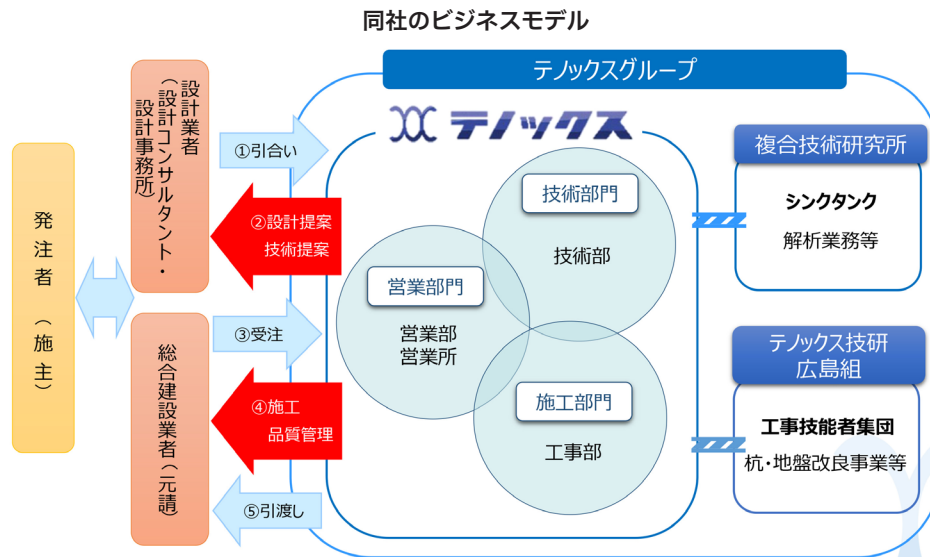 同社のビジネスモデル
テノックスグループ
テノックス
発注者（施主）
設計業者
（設計コンサルタント・
設計事務所）
総合建設業者（元請）
①引合い
②設計提案
技術提案
③受注
④施工
品質管理
⑤引渡し
技術部門
技術部
営業部門
営業部
営業所
施工部門
工事部
複合技術研究所
シンクタンク
解析業務等
テノックス技研
広島組
工事技能者集団
杭・地盤改良事業等